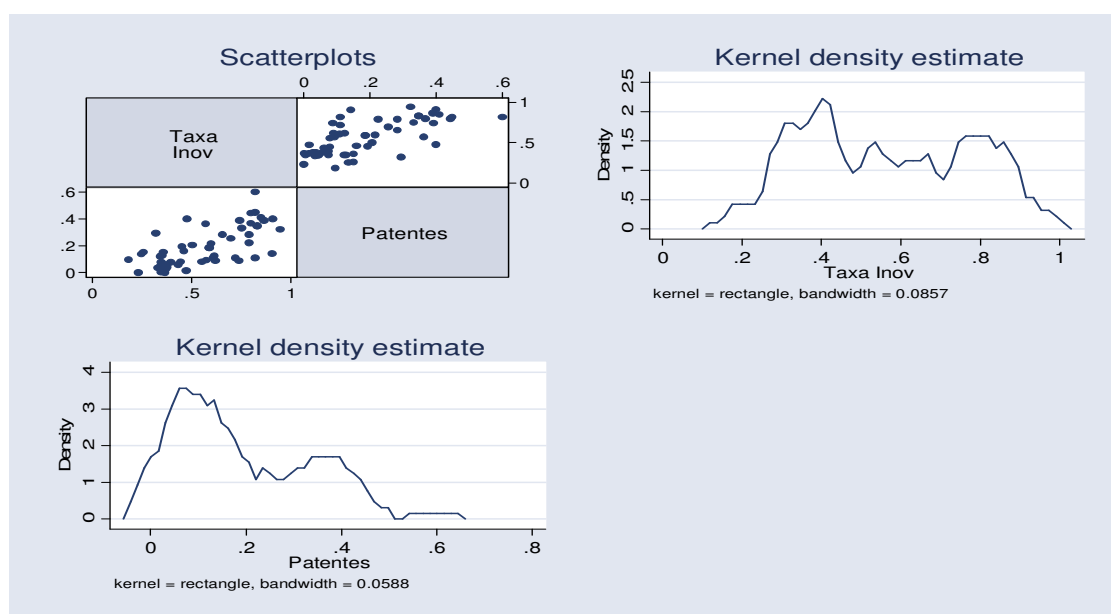 Scatterplots
0 .2 .4 .6
Taxa
Inov
1
.5
0
.6
.4
.2
0
Patentes
0 .5 1
Kernel density estimate
2.5
2
1.5
1
.5
0
Density
0 .2 .4 .6 .8 1
Taxa Inov
kernel = rectangle, bandwidth = 0.0857
Kernel density estimate
4
3
2
1
0
Density
0 .2 .4 .6 .8
Patentes
kernel = rectangle, bandwidth = 0.0588